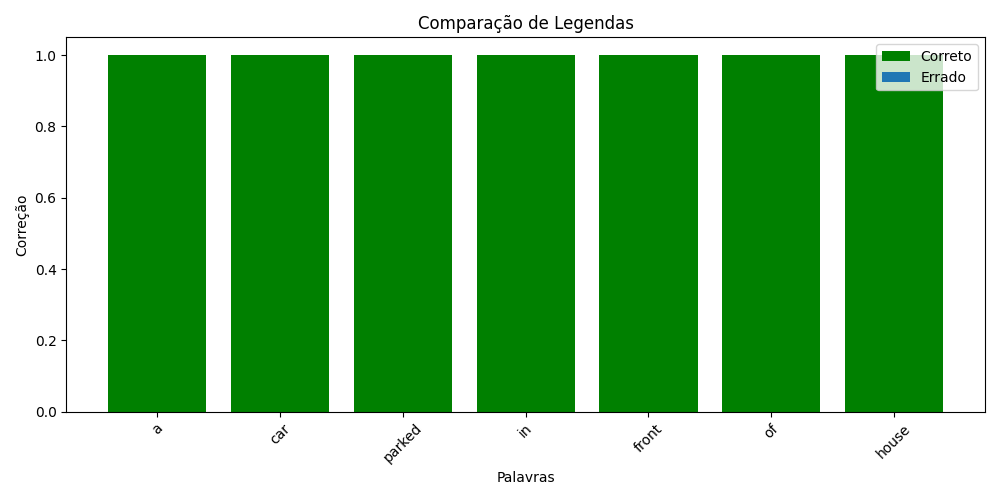 Comparação de Legendas
Correto
Errado
Correção
1.0
0.8
0.6
0.4
0.2
0.0
a
car
parked
in
front
of
house
Palavras